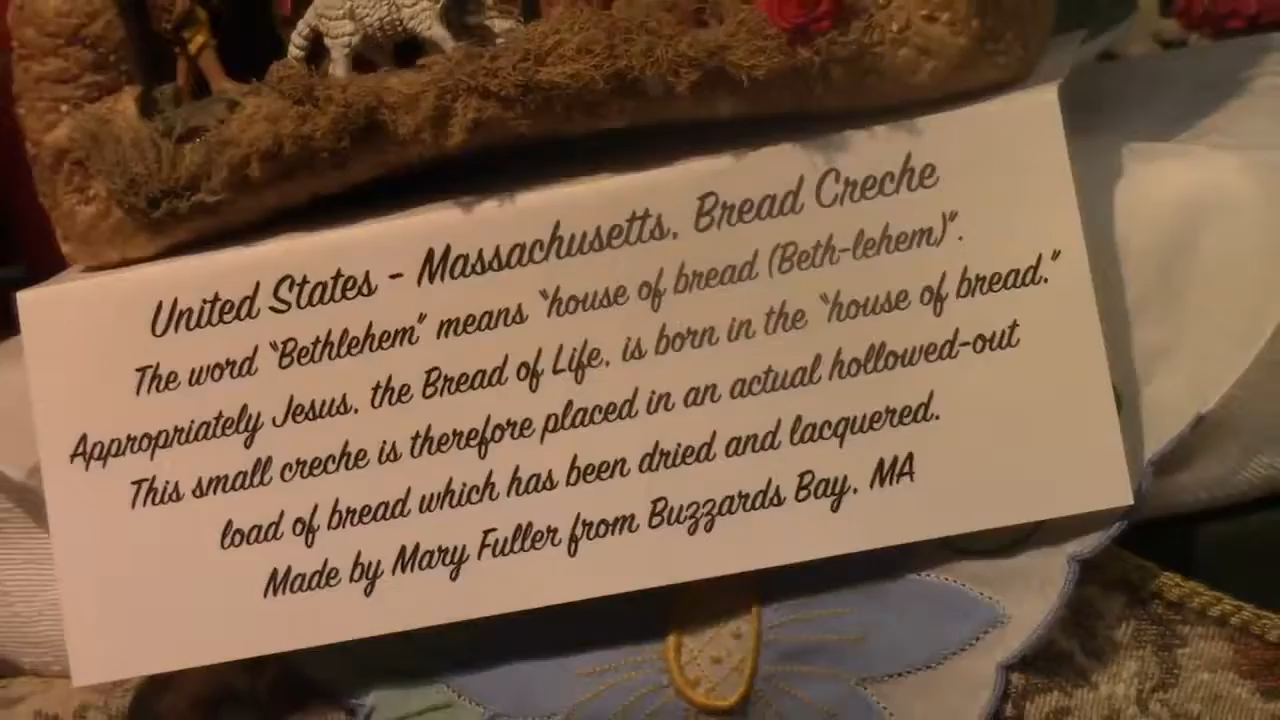 United States - Massachusetts, Bread Creche
The word "Bethlehem" means "house of bread (Beth-lehem)".
Appropriately Jesus, the Bread of Life, is born in the "house of bread."
This small creche is therefore placed in an actual hollowed-out
load of bread which has been dried and lacquered.
Made by Mary Fuller from Buzzards Bay, MA